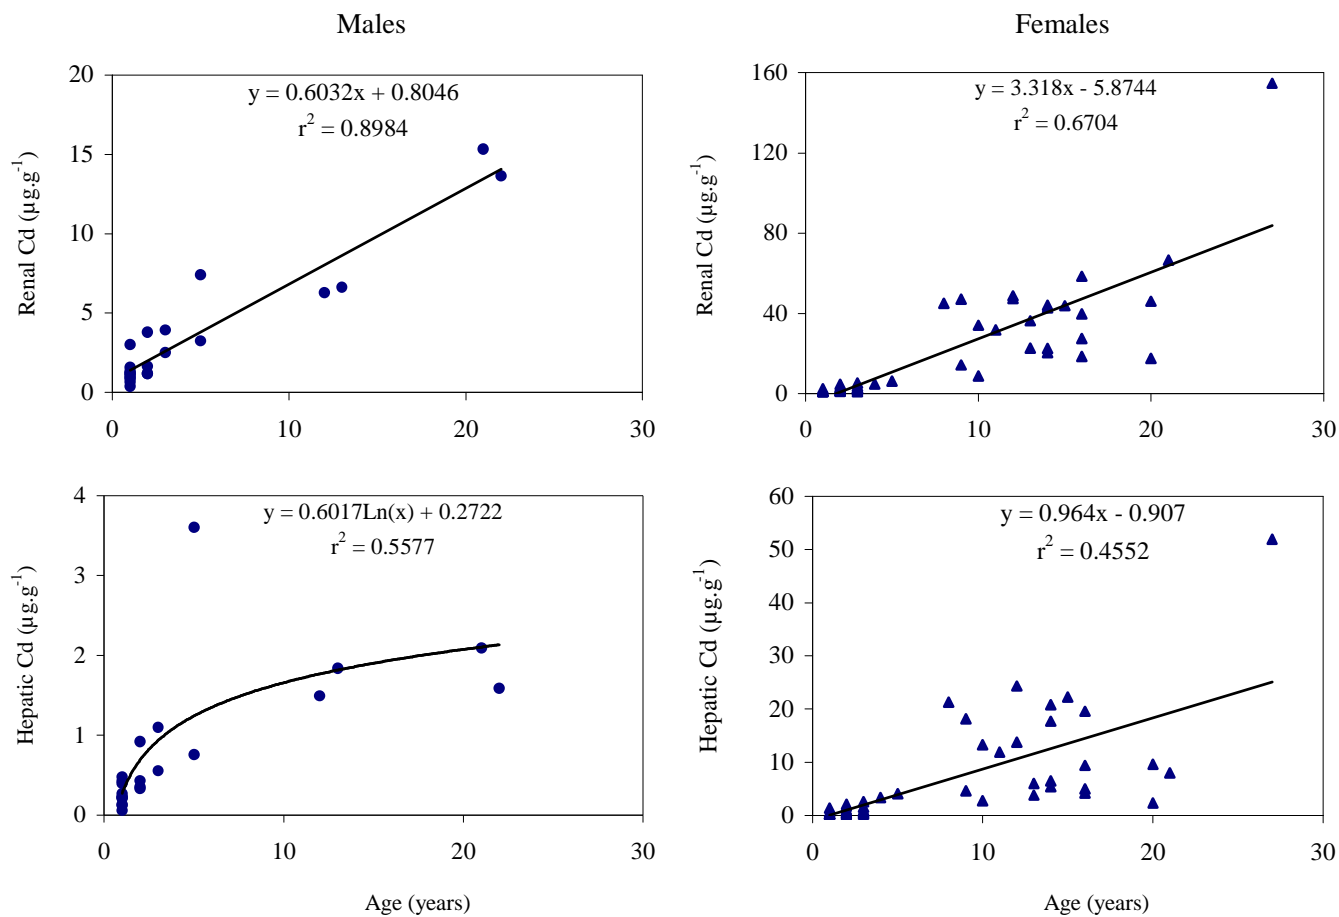 Males
Females
y = 0.6032x + 0.8046
r² = 0.8984
Renal Cd (µg.g⁻¹)
20
15
10
5
0
0 10 20 30
y = 3.318x - 5.8744
r² = 0.6704
Renal Cd (µg.g⁻¹)
160
120
80
40
0
0 10 20 30
y = 0.6017Ln(x) + 0.2722
r² = 0.5577
Hepatic Cd (µg.g⁻¹)
4
3
2
1
0
0 10 20 30
Age (years)
y = 0.964x - 0.907
r² = 0.4552
Hepatic Cd (µg.g⁻¹)
60
50
40
30
20
10
0
0 10 20 30
Age (years)